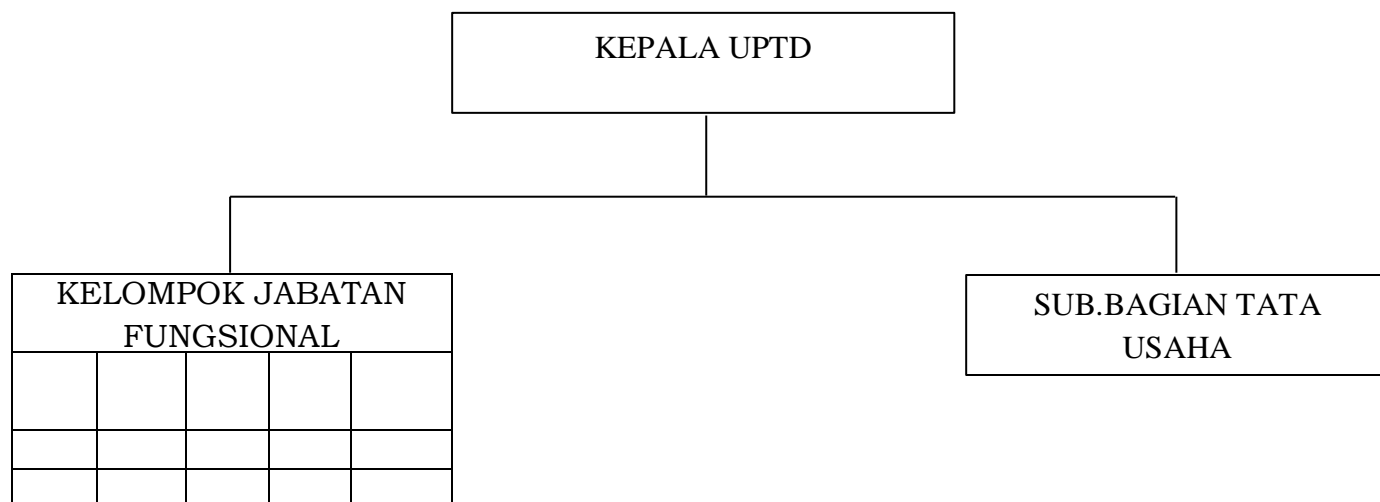 KEPALA UPTD
KELOMPOK JABATAN
FUNGSIONAL
SUB.BAGIAN TATA
USAHA